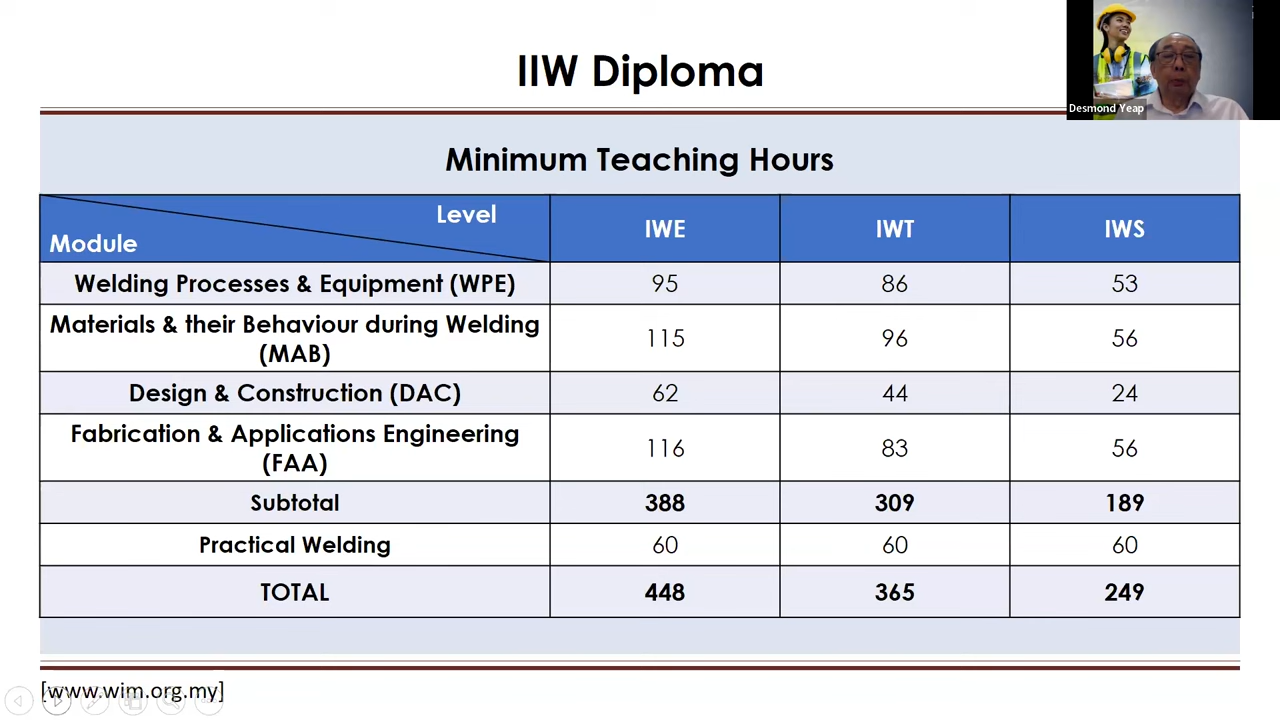 IIW Diploma
Desmond Yeap
Minimum Teaching Hours
Level
Module
IWE
IWT
IWS
Welding Processes & Equipment (WPE)
95
86
53
Materials & their Behaviour during Welding
(MAB)
115
96
56
Design & Construction (DAC)
62
44
24
Fabrication & Applications Engineering
(FAA)
116
83
56
Subtotal
388
309
189
Practical Welding
60
60
60
TOTAL
448
365
249
[www.wim.org.my]